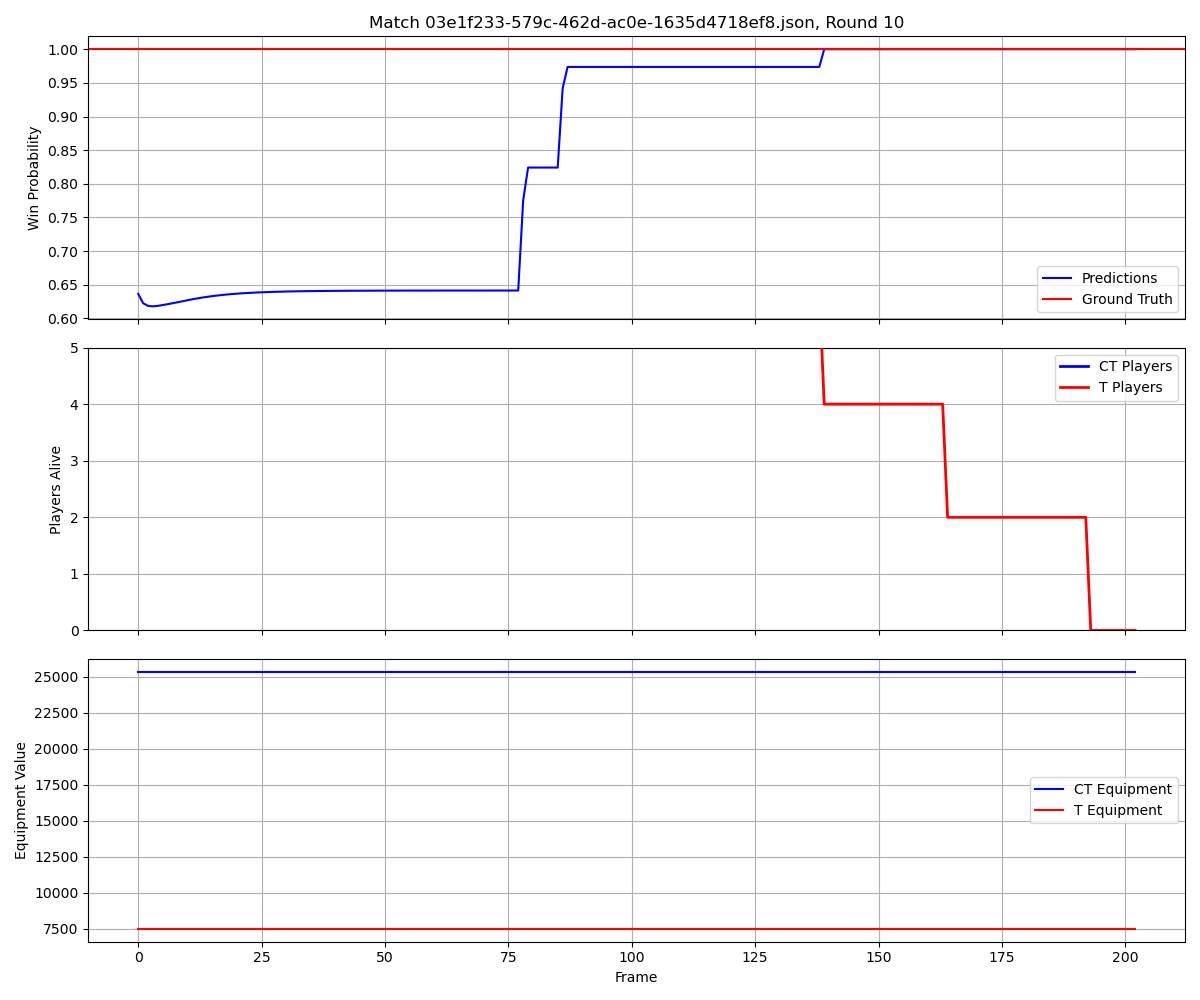 Match 03e1f233-579c-462d-ac0e-1635d4718ef8.json, Round 10
Win Probability
1.00
0.95
0.90
0.85
0.80
0.75
0.70
0.65
0.60
Predictions
Ground Truth
Players Alive
5
4
3
2
1
0
CT Players
T Players
Equipment Value
25000
22500
20000
17500
15000
12500
10000
7500
CT Equipment
T Equipment
0 25 50 75 100 125 150 175 200
Frame